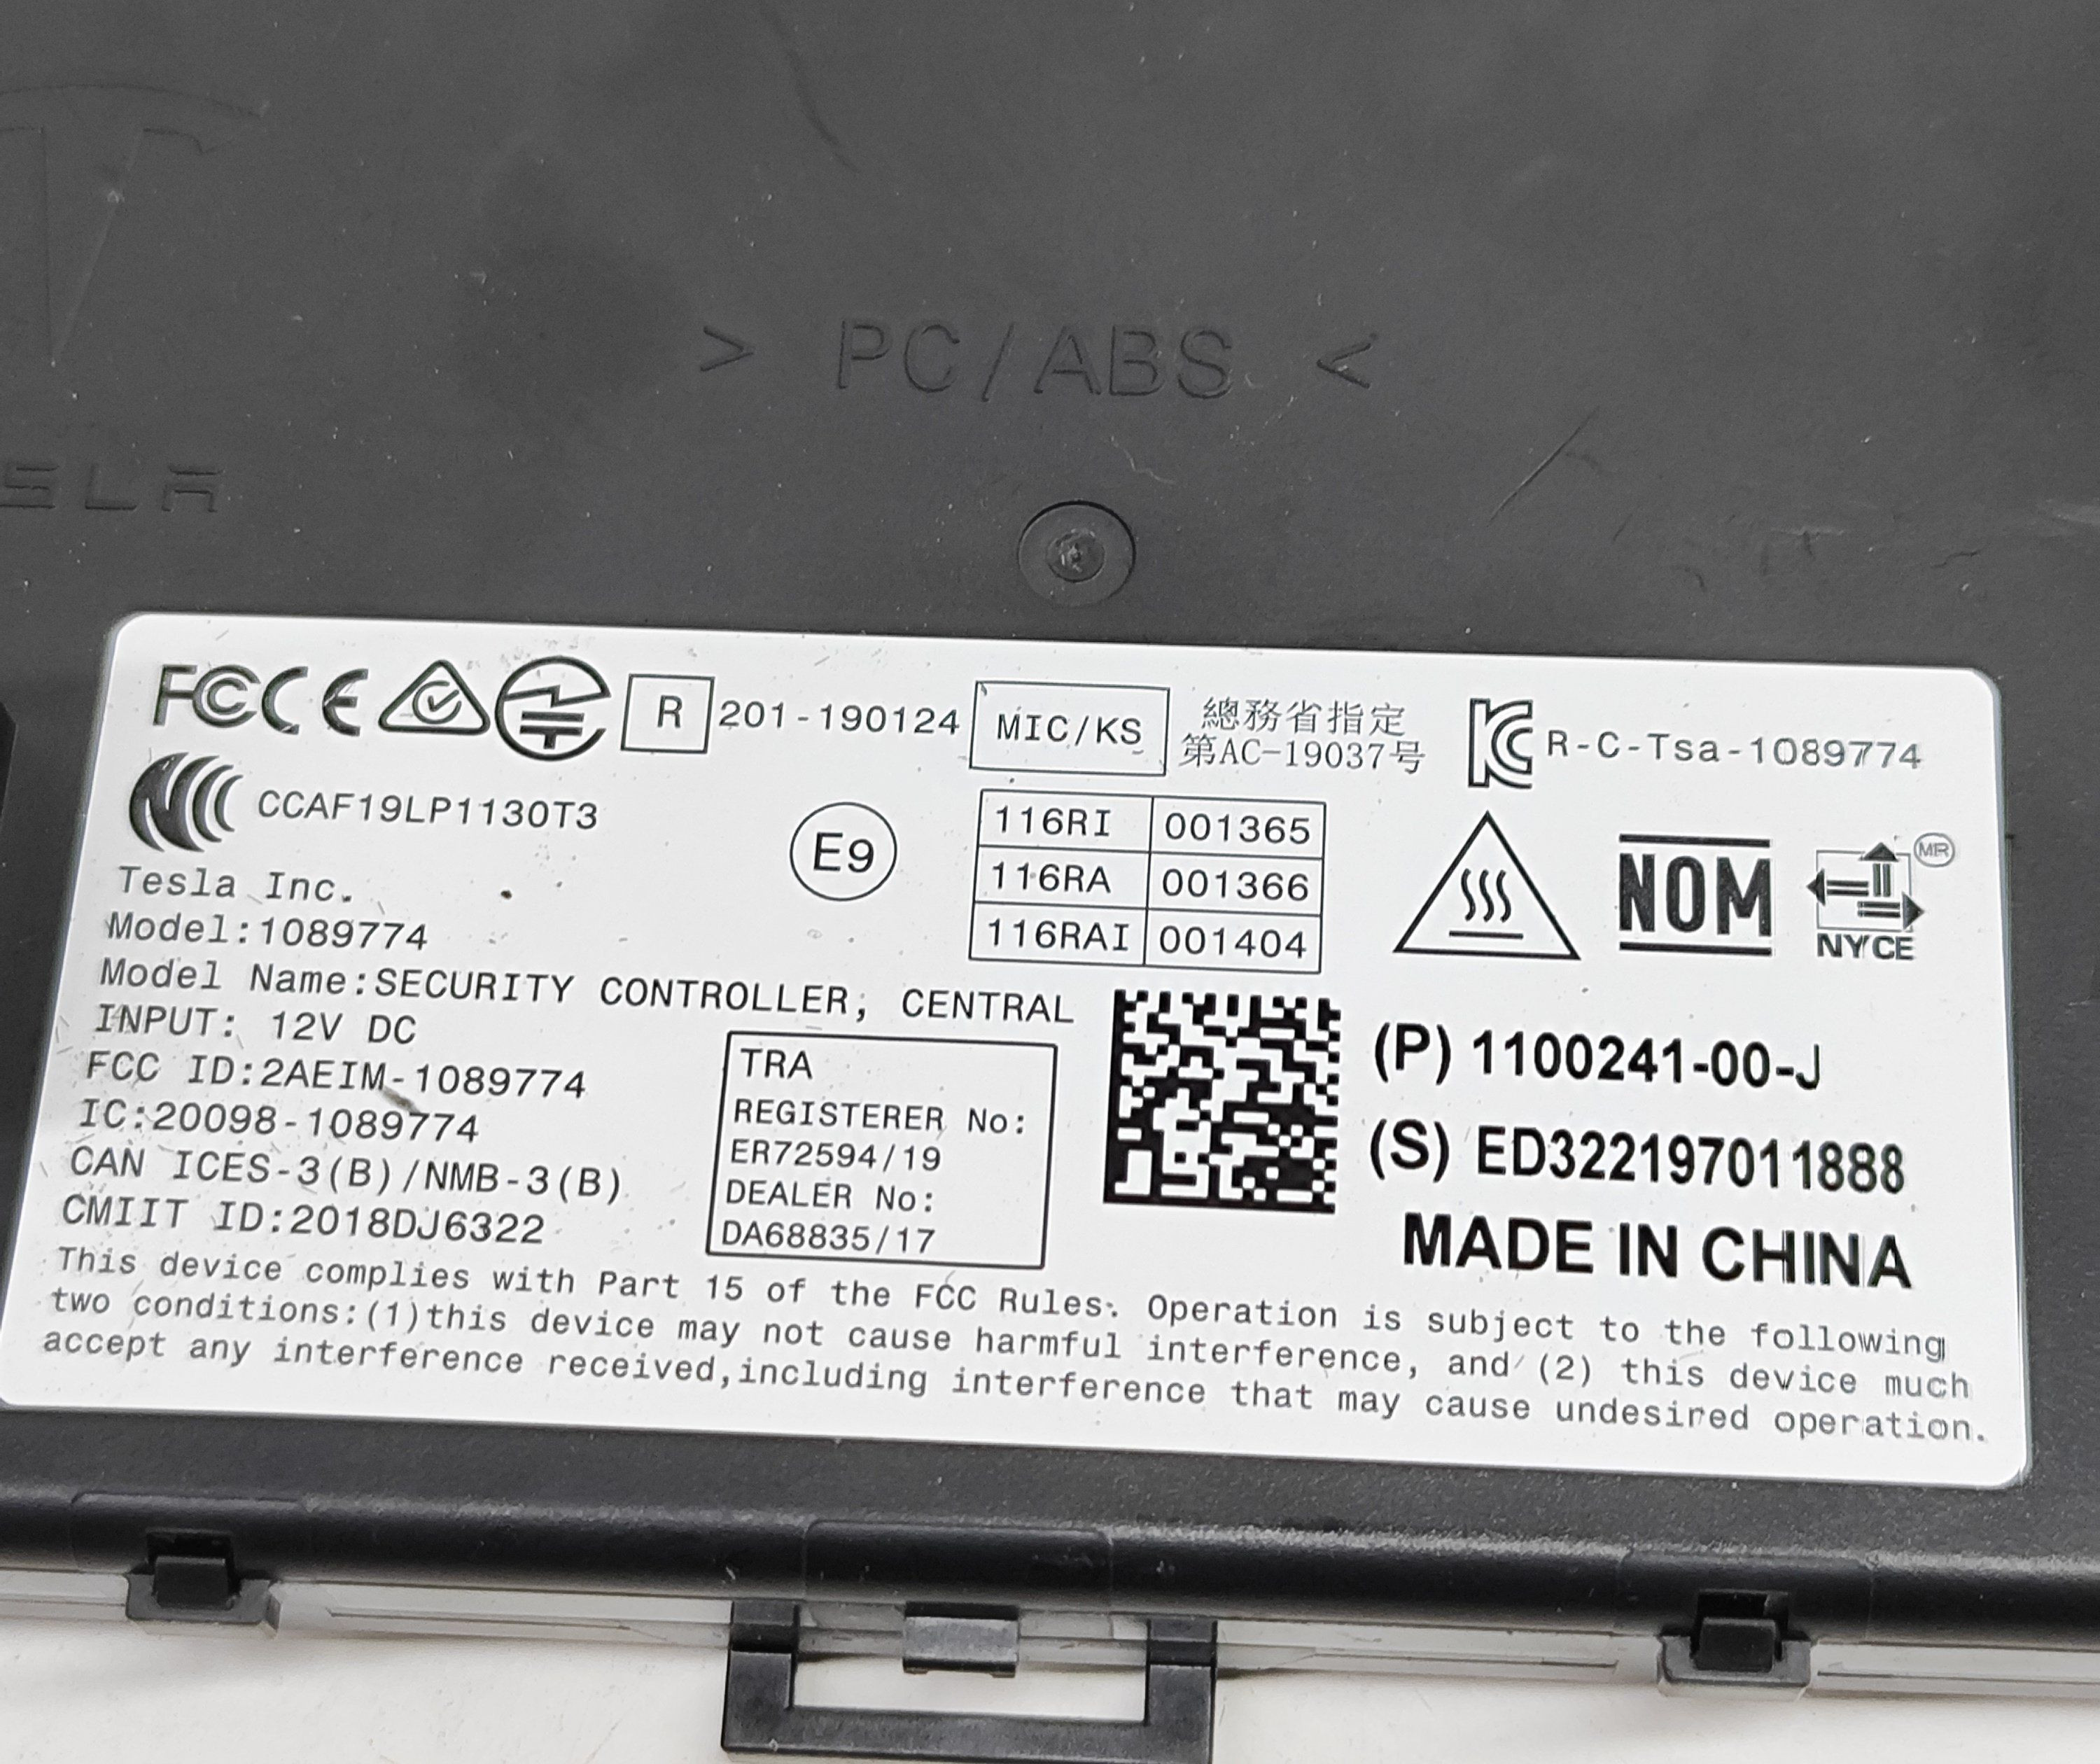 > PC/ABS <
SLA
FC CE R 201-190124 MIC/KS 總務省指定
第AC-19037号
R-C-Tsa-1089774
CCAF19LP1130T3
E9
116RI 001365
116RA 001366
116RAI 001404
NOM
MR
NYCE
Tesla Inc.
Model:1089774
Model Name:SECURITY CONTROLLER, CENTRAL
INPUT: 12V DC
FCC ID:2AEIM-1089774
IC:20098-1089774
CAN ICES-3(B)/NMB-3(B)
CMIIT ID:2018DJ6322
TRA
REGISTERER No:
ER72594/19
DEALER No:
DA68835/17
(P) 1100241-00-J
(S) ED322197011888
MADE IN CHINA
This device complies with Part 15 of the FCC Rules. Operation is subject to the following
two conditions:(1)this device may not cause harmful interference, and (2) this device much
accept any interference received,including interference that may cause undesired operation.